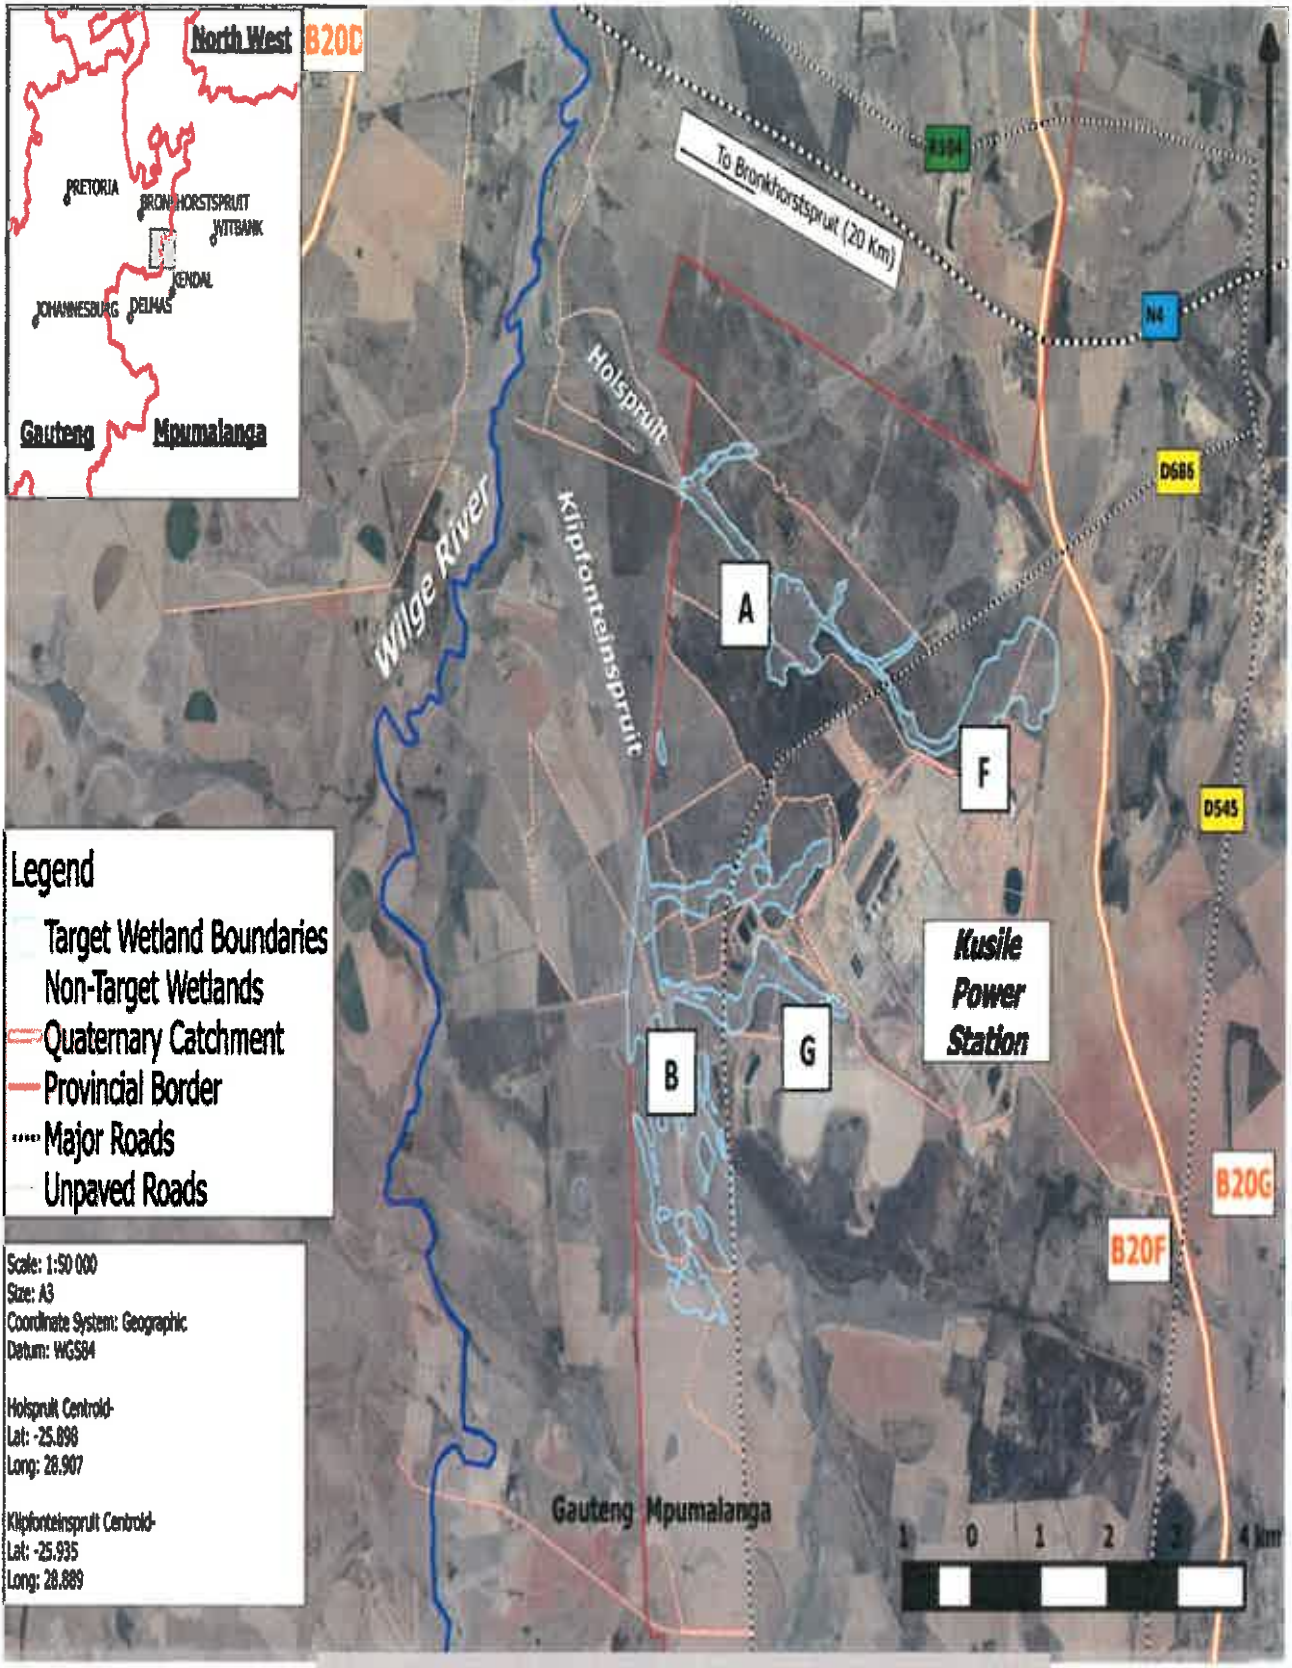 North West
B20D
PRETORIA
BRONKHORSTSPRUIT
WITBANK
KENDAL
JOHANNESBURG
DELMAS
Gauteng
Mpumalanga
R104
To Bronkhorstspruit (20 Km)
N4
Holspruit
D686
Wilge River
Klipfonteinspruit
A
F
D545
Legend
Target Wetland Boundaries
Non-Target Wetlands
Quaternary Catchment
Provincial Border
Major Roads
Unpaved Roads
Kusile
Power
Station
G
B
B20G
B20F
Scale: 1:50 000
Size: A3
Coordinate System: Geographic
Datum: WGS84
Holspruit Centroid-
Lat: -25.898
Long: 28.907
Klipfonteinspruit Centroid-
Lat: -25.935
Long: 28.889
Gauteng Mpumalanga
1 0 1 2 3 4 km